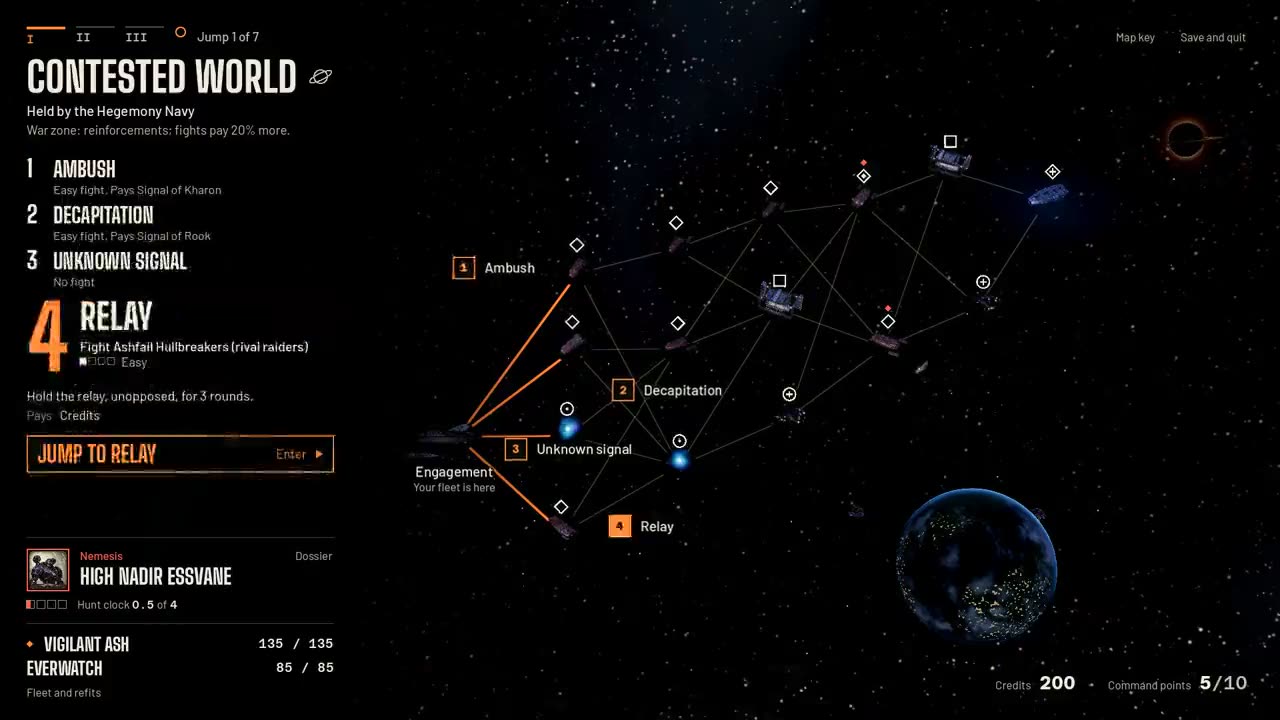 I II III Jump 1 of 7
CONTESTED WORLD
Held by the Hegemony Navy
War zone: reinforcements; fights pay 20% more.
1 AMBUSH
Easy fight, Pays Signal of Kharon
2 DECAPITATION
Easy fight, Pays Signal of Rook
3 UNKNOWN SIGNAL
No fight
4 RELAY
Fight Ashfall Hullbreakers (rival raiders)
Easy
Hold the relay, unopposed, for 3 rounds.
Pays Credits
JUMP TO RELAY Enter
Nemesis Dossier
HIGH NADIR ESSVANE
Hunt clock 0.5 of 4
VIGILANT ASH 135 / 135
EVERWATCH 85 / 85
Fleet and refits
Map key Save and quit
1 Ambush
2 Decapitation
3 Unknown signal
Engagement
Your fleet is here
4 Relay
Credits 200 Command points 5/10